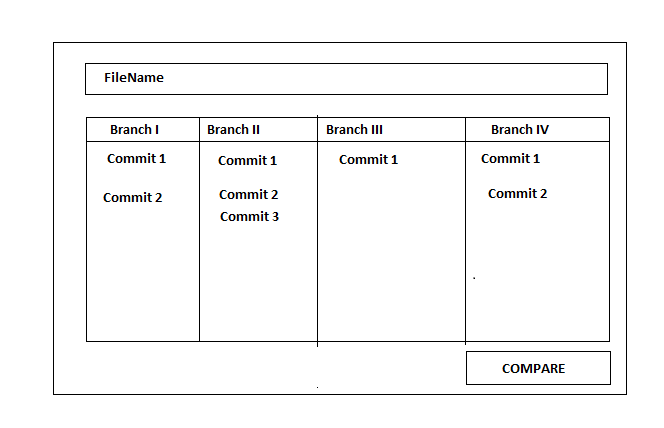 FileName
Branch I Branch II Branch III Branch IV
Commit 1 Commit 1 Commit 1 Commit 1
Commit 2 Commit 2 Commit 2
Commit 3
COMPARE